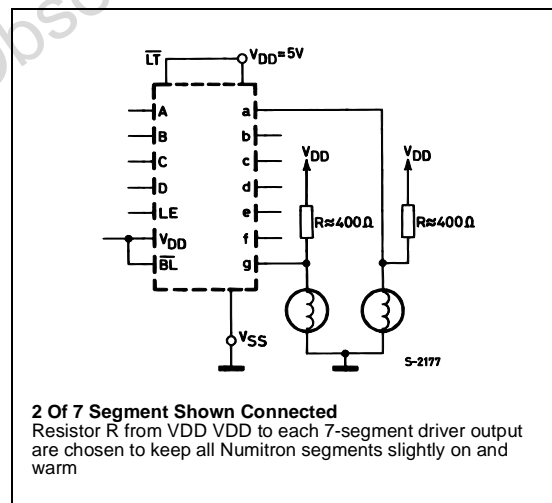 obsol
LT
VDD=5V
A
B
C
D
LE
VDD
BL
a
b
c
d
e
f
g
VDD
VDD
R≈400Ω
R≈400Ω
VSS
S-2177
2 Of 7 Segment Shown Connected
Resistor R from VDD VDD to each 7-segment driver output
are chosen to keep all Numitron segments slightly on and
warm